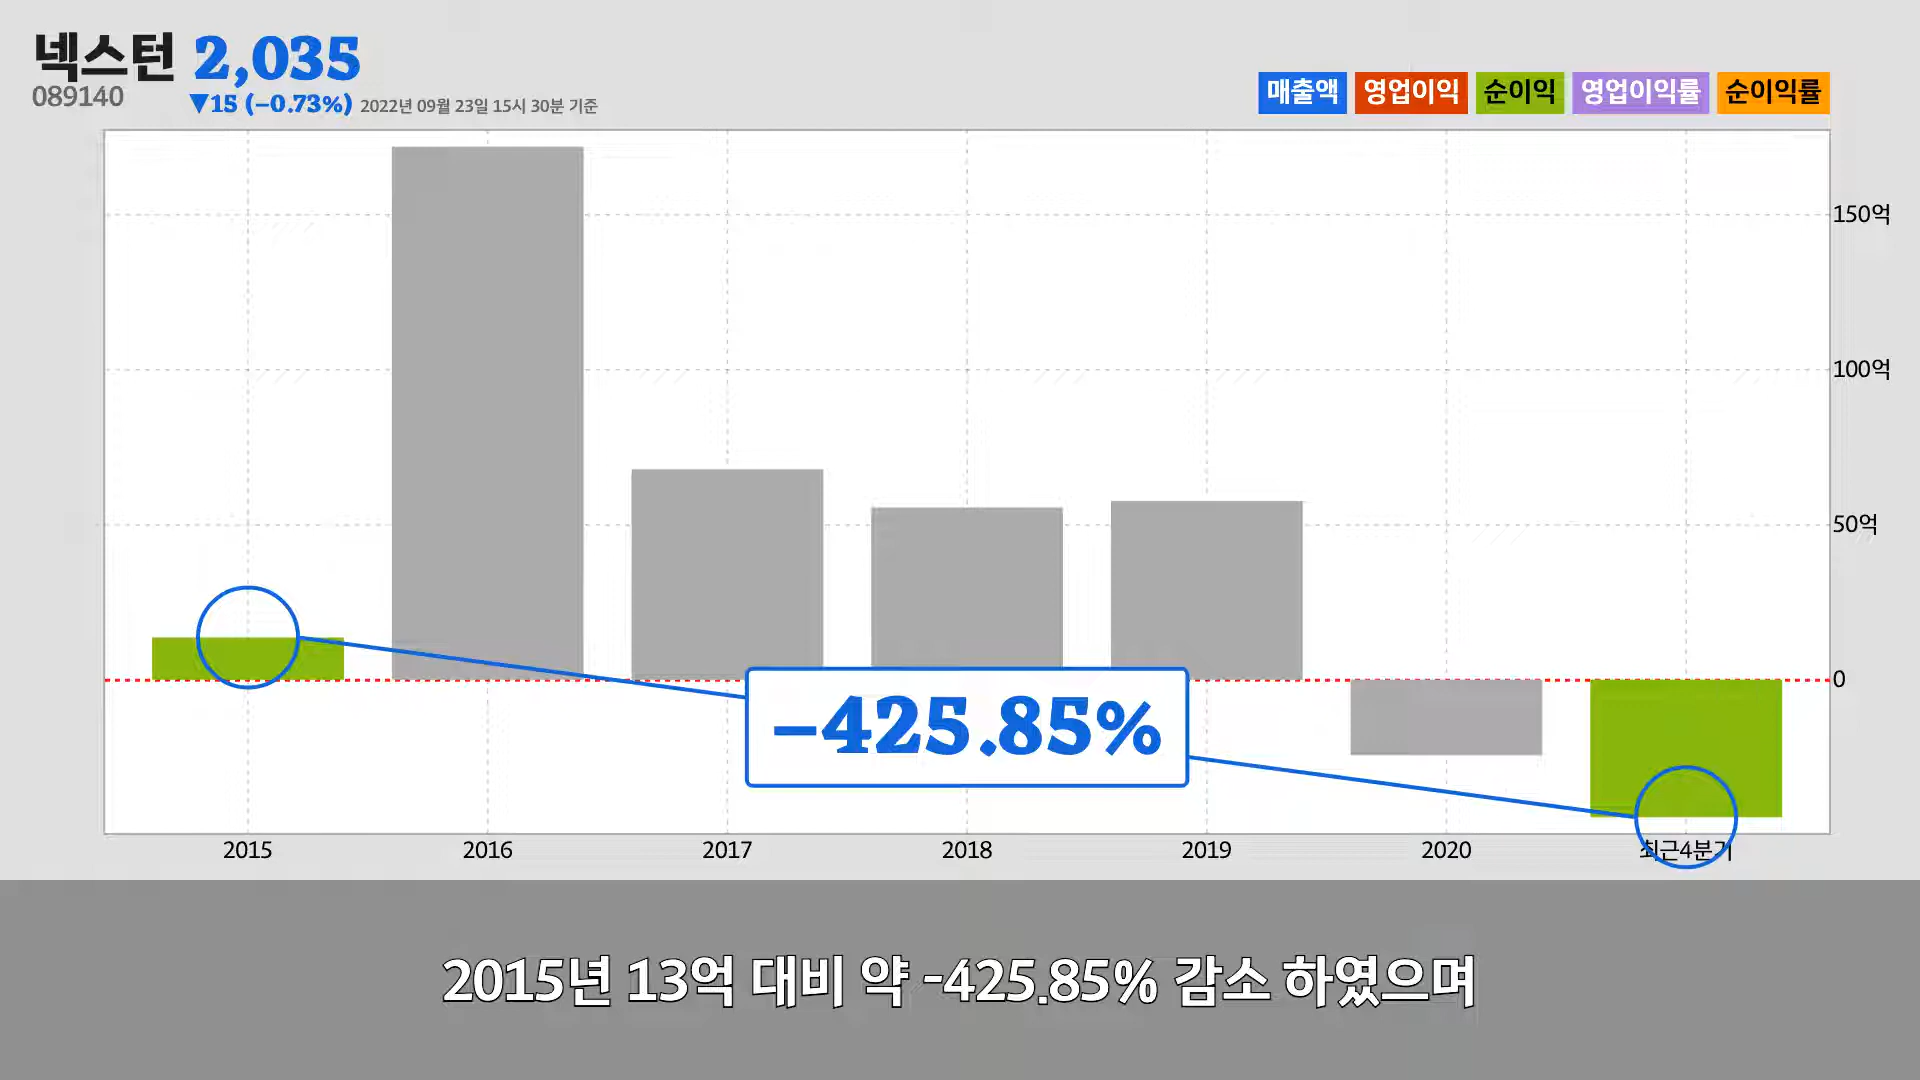 넥스턴 2,035
089140 ▼15 (−0.73%) 2022년 09월 23일 15시 30분 기준
매출액 영업이익 순이익 영업이익률 순이익률
150억
100억
50억
0
−425.85%
2015 2016 2017 2018 2019 2020 최근4분기
2015년 13억 대비 약 -425.85% 감소 하였으며